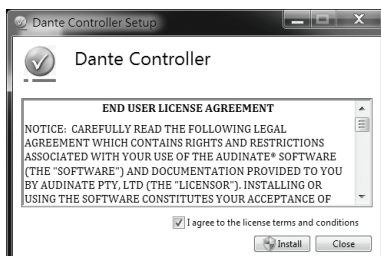 Dante Controller Setup
Dante Controller
END USER LICENSE AGREEMENT
NOTICE: CAREFULLY READ THE FOLLOWING LEGAL
AGREEMENT WHICH CONTAINS RIGHTS AND RESTRICTIONS
ASSOCIATED WITH YOUR USE OF THE AUDINATE® SOFTWARE
(THE "SOFTWARE") AND DOCUMENTATION PROVIDED TO YOU
BY AUDINATE PTY, LTD (THE "LICENSOR"). INSTALLING OR
USING THE SOFTWARE CONSTITUTES YOUR ACCEPTANCE OF
I agree to the license terms and conditions
Install Close